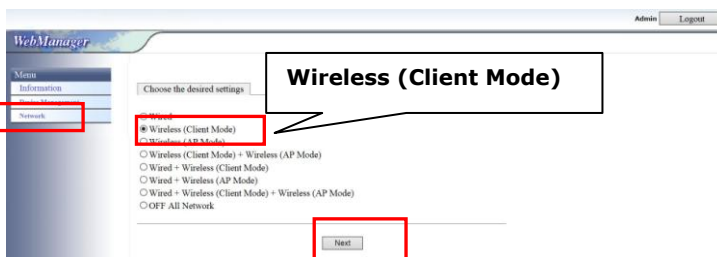 Admin Logout
WebManager
Menu
Information
Device Management
Network
Choose the desired settings
Wireless (Client Mode)
Wired
Wireless (Client Mode)
Wireless (AP Mode)
Wireless (Client Mode) + Wireless (AP Mode)
Wired + Wireless (Client Mode)
Wired + Wireless (AP Mode)
Wired + Wireless (Client Mode) + Wireless (AP Mode)
OFF All Network
Next